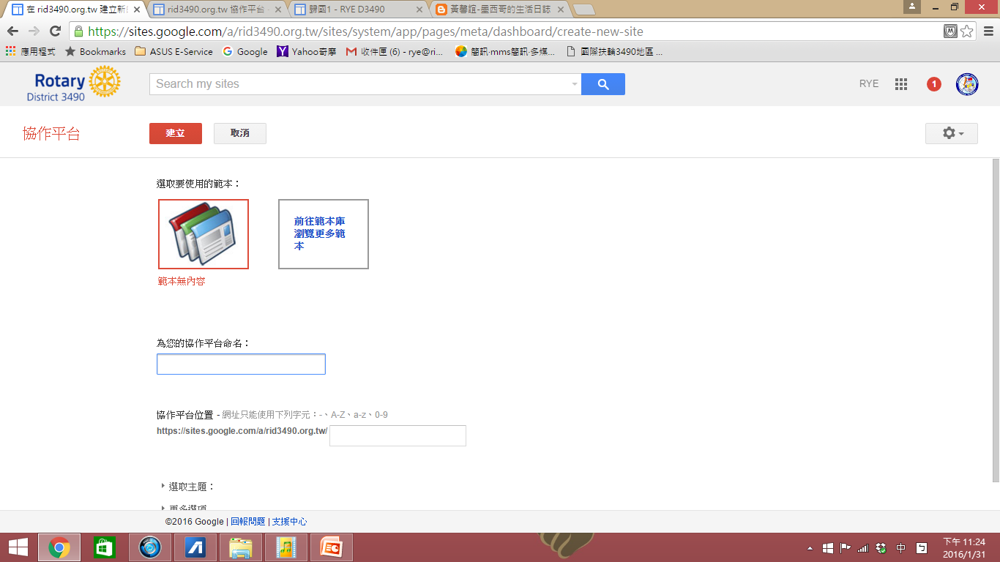 在 rid3490.org.tw 建立新
rid3490.org.tw 協作平台
歸國1 - RYE D3490
黃馨誼-墨西哥的生活日誌
https://sites.google.com/a/rid3490.org.tw/sites/system/app/pages/meta/dashboard/create-new-site
應用程式
Bookmarks
ASUS E-Service
Google
Yahoo奇摩
收件匣 (6) - rye@ri...
簡訊‧mms簡訊‧多媒...
國際扶輪3490地區 ...
Rotary
District 3490
Search my sites
RYE
1
協作平台
建立
取消
選取要使用的範本：
前往範本庫
瀏覽更多範
本
範本無內容
為您的協作平台命名：
協作平台位置 - 網址只能使用下列字元：-、A-Z、a-z、0-9
https://sites.google.com/a/rid3490.org.tw/
選取主題：
更多選項
©2016 Google | 回報問題 | 支援中心
中
下午 11:24
2016/1/31